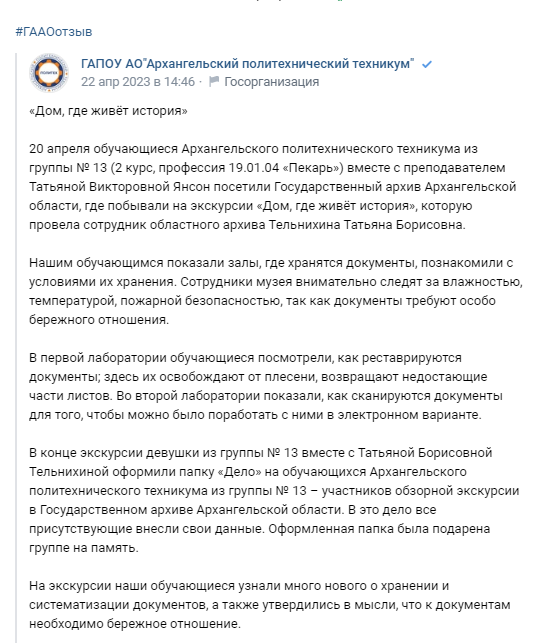 #ГААОотзыв
ГАПОУ АО"Архангельский политехнический техникум"
22 апр 2023 в 14:46 · Госорганизация
«Дом, где живёт история»
20 апреля обучающиеся Архангельского политехнического техникума из
группы № 13 (2 курс, профессия 19.01.04 «Пекарь») вместе с преподавателем
Татьяной Викторовной Янсон посетили Государственный архив Архангельской
области, где побывали на экскурсии «Дом, где живёт история», которую
провела сотрудник областного архива Тельнихина Татьяна Борисовна.
Нашим обучающимся показали залы, где хранятся документы, познакомили с
условиями их хранения. Сотрудники музея внимательно следят за влажностью,
температурой, пожарной безопасностью, так как документы требуют особо
бережного отношения.
В первой лаборатории обучающиеся посмотрели, как реставрируются
документы; здесь их освобождают от плесени, возвращают недостающие
части листов. Во второй лаборатории показали, как сканируются документы
для того, чтобы можно было поработать с ними в электронном варианте.
В конце экскурсии девушки из группы № 13 вместе с Татьяной Борисовной
Тельнихиной оформили папку «Дело» на обучающихся Архангельского
политехнического техникума из группы № 13 – участников обзорной экскурсии
в Государственном архиве Архангельской области. В это дело все
присутствующие внесли свои данные. Оформленная папка была подарена
группе на память.
На экскурсии наши обучающиеся узнали много нового о хранении и
систематизации документов, а также утвердились в мысли, что к документам
необходимо бережное отношение.